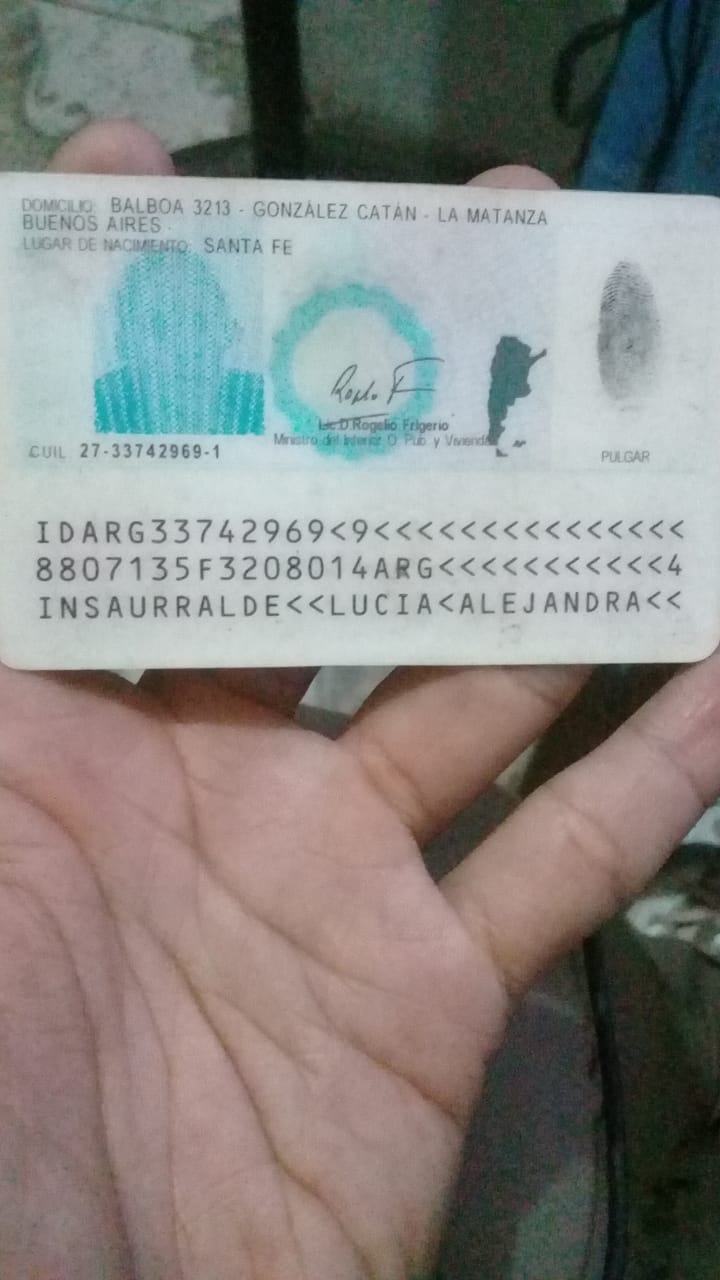 DOMICILIO: BALBOA 3213 - GONZÁLEZ CATÁN - LA MATANZA
BUENOS AIRES -
LUGAR DE NACIMIENTO: SANTA FE
Lic.D.Rogelio Frigerio
Ministro del Interior, O. Púb. y Vivienda
CUIL 27-33742969-1
PULGAR
IDARG33742969<9<<<<<<<<<<<<<<<
8807135F3208014ARG<<<<<<<<<<<4
INSAURRALDE<<LUCIA<ALEJANDRA<<